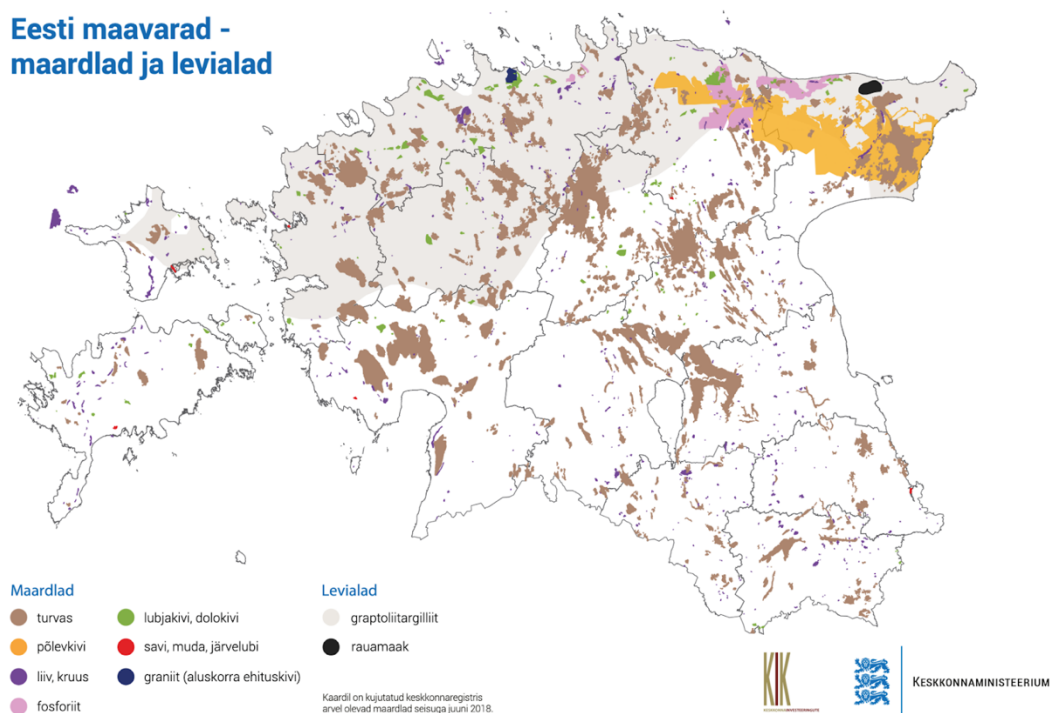 Eesti maavarad -
maardlad ja levialad
Maardlad
turvas
põlevkivi
liiv, kruus
fosforiit
lubjakivi, dolokivi
savi, muda, järvelubi
graniit (aluskorra ehituskivi)
Levialad
graptoliitargilliit
rauamaak
Kaardil on kujutatud keskkonnaregistris
arvel olevad maardlad seisuga juuni 2018.
KIK
KESKKONNAMINISTEERIUM